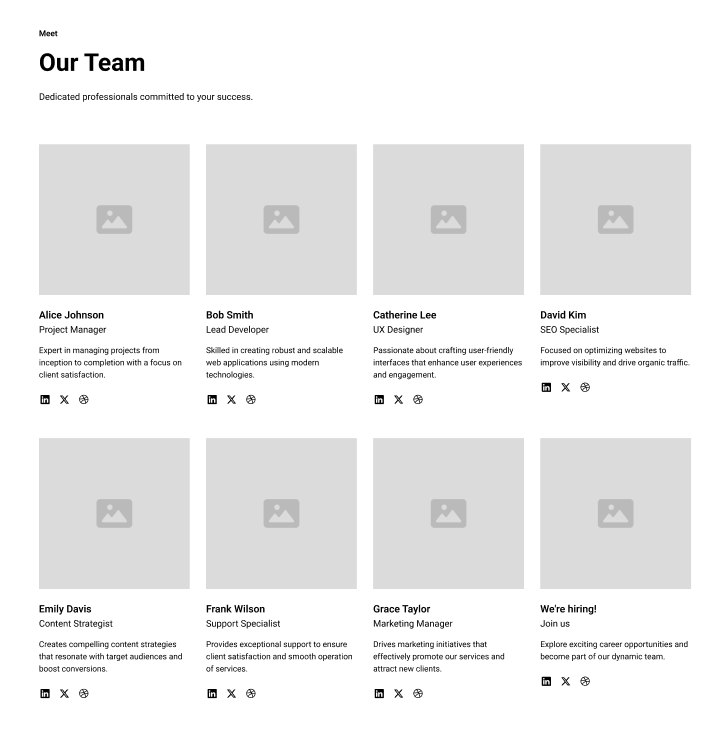 Meet
Our Team
Dedicated professionals committed to your success.
Alice Johnson
Project Manager
Expert in managing projects from
inception to completion with a focus on
client satisfaction.
Bob Smith
Lead Developer
Skilled in creating robust and scalable
web applications using modern
technologies.
Catherine Lee
UX Designer
Passionate about crafting user-friendly
interfaces that enhance user experiences
and engagement.
David Kim
SEO Specialist
Focused on optimizing websites to
improve visibility and drive organic traffic.
Emily Davis
Content Strategist
Creates compelling content strategies
that resonate with target audiences and
boost conversions.
Frank Wilson
Support Specialist
Provides exceptional support to ensure
client satisfaction and smooth operation
of services.
Grace Taylor
Marketing Manager
Drives marketing initiatives that
effectively promote our services and
attract new clients.
We're hiring!
Join us
Explore exciting career opportunities and
become part of our dynamic team.